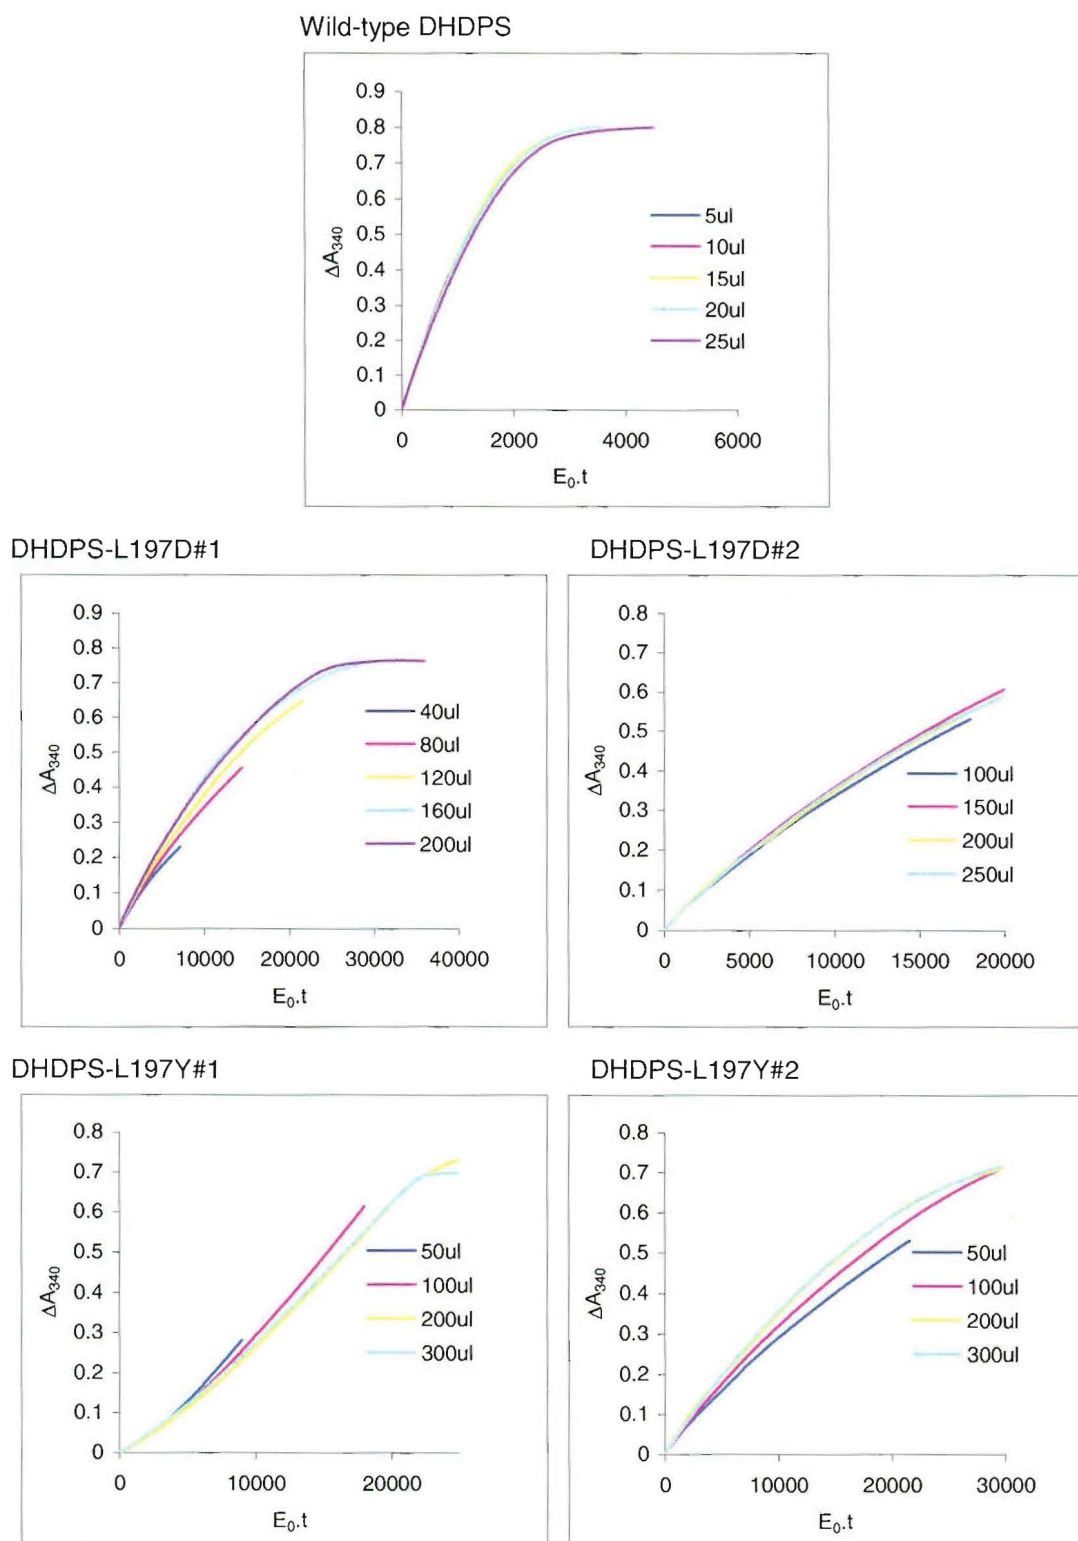 Wild-type DHDPS
0.9
0.8
0.7
0.6
0.5
0.4
0.3
0.2
0.1
0
ΔA340
5ul
10ul
15ul
20ul
25ul
0 2000 4000 6000
E0.t
DHDPS-L197D#1
0.9
0.8
0.7
0.6
0.5
0.4
0.3
0.2
0.1
0
ΔA340
40ul
80ul
120ul
160ul
200ul
0 10000 20000 30000 40000
E0.t
DHDPS-L197D#2
0.8
0.7
0.6
0.5
0.4
0.3
0.2
0.1
0
ΔA340
100ul
150ul
200ul
250ul
0 5000 10000 15000 20000
E0.t
DHDPS-L197Y#1
0.8
0.7
0.6
0.5
0.4
0.3
0.2
0.1
0
ΔA340
50ul
100ul
200ul
300ul
0 10000 20000
E0.t
DHDPS-L197Y#2
0.8
0.7
0.6
0.5
0.4
0.3
0.2
0.1
0
ΔA340
50ul
100ul
200ul
300ul
0 10000 20000 30000
E0.t